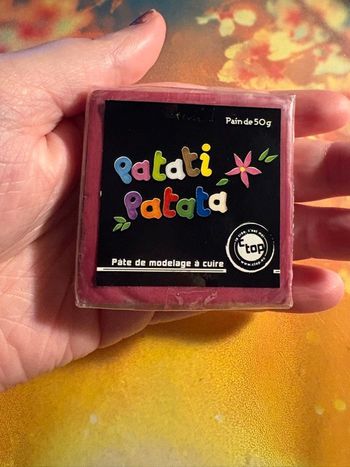 Pain de 50g
Patati
Patata
Ctop
Pâte de modelage à cuire